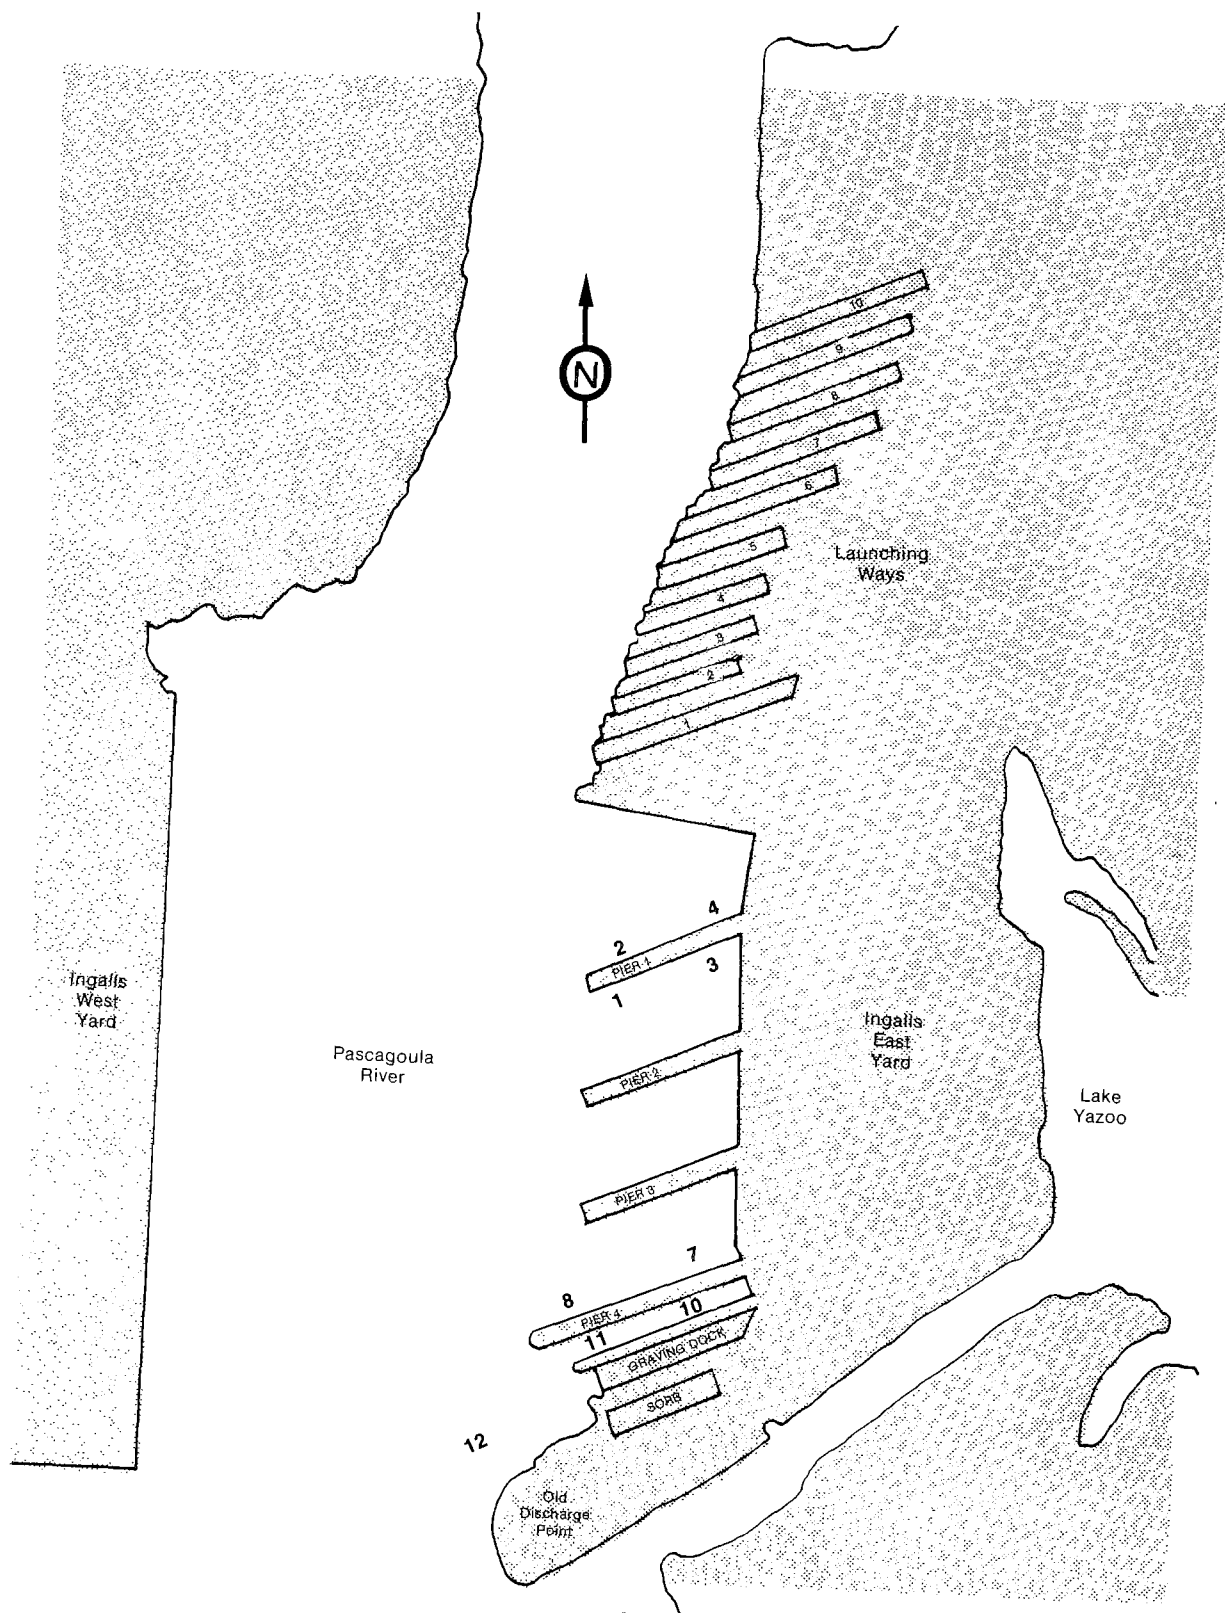 N
10
9
8
7
6
5
4
3
2
1
Launching
Ways
4
2
PIER 1
3
1
Ingalls
West
Yard
Pascagoula
River
Ingalls
East
Yard
PIER 2
Lake
Yazoo
PIER 3
7
8
10
PIER 4
11
GRAVING DOCK
SORB
12
Old
Discharge
Point